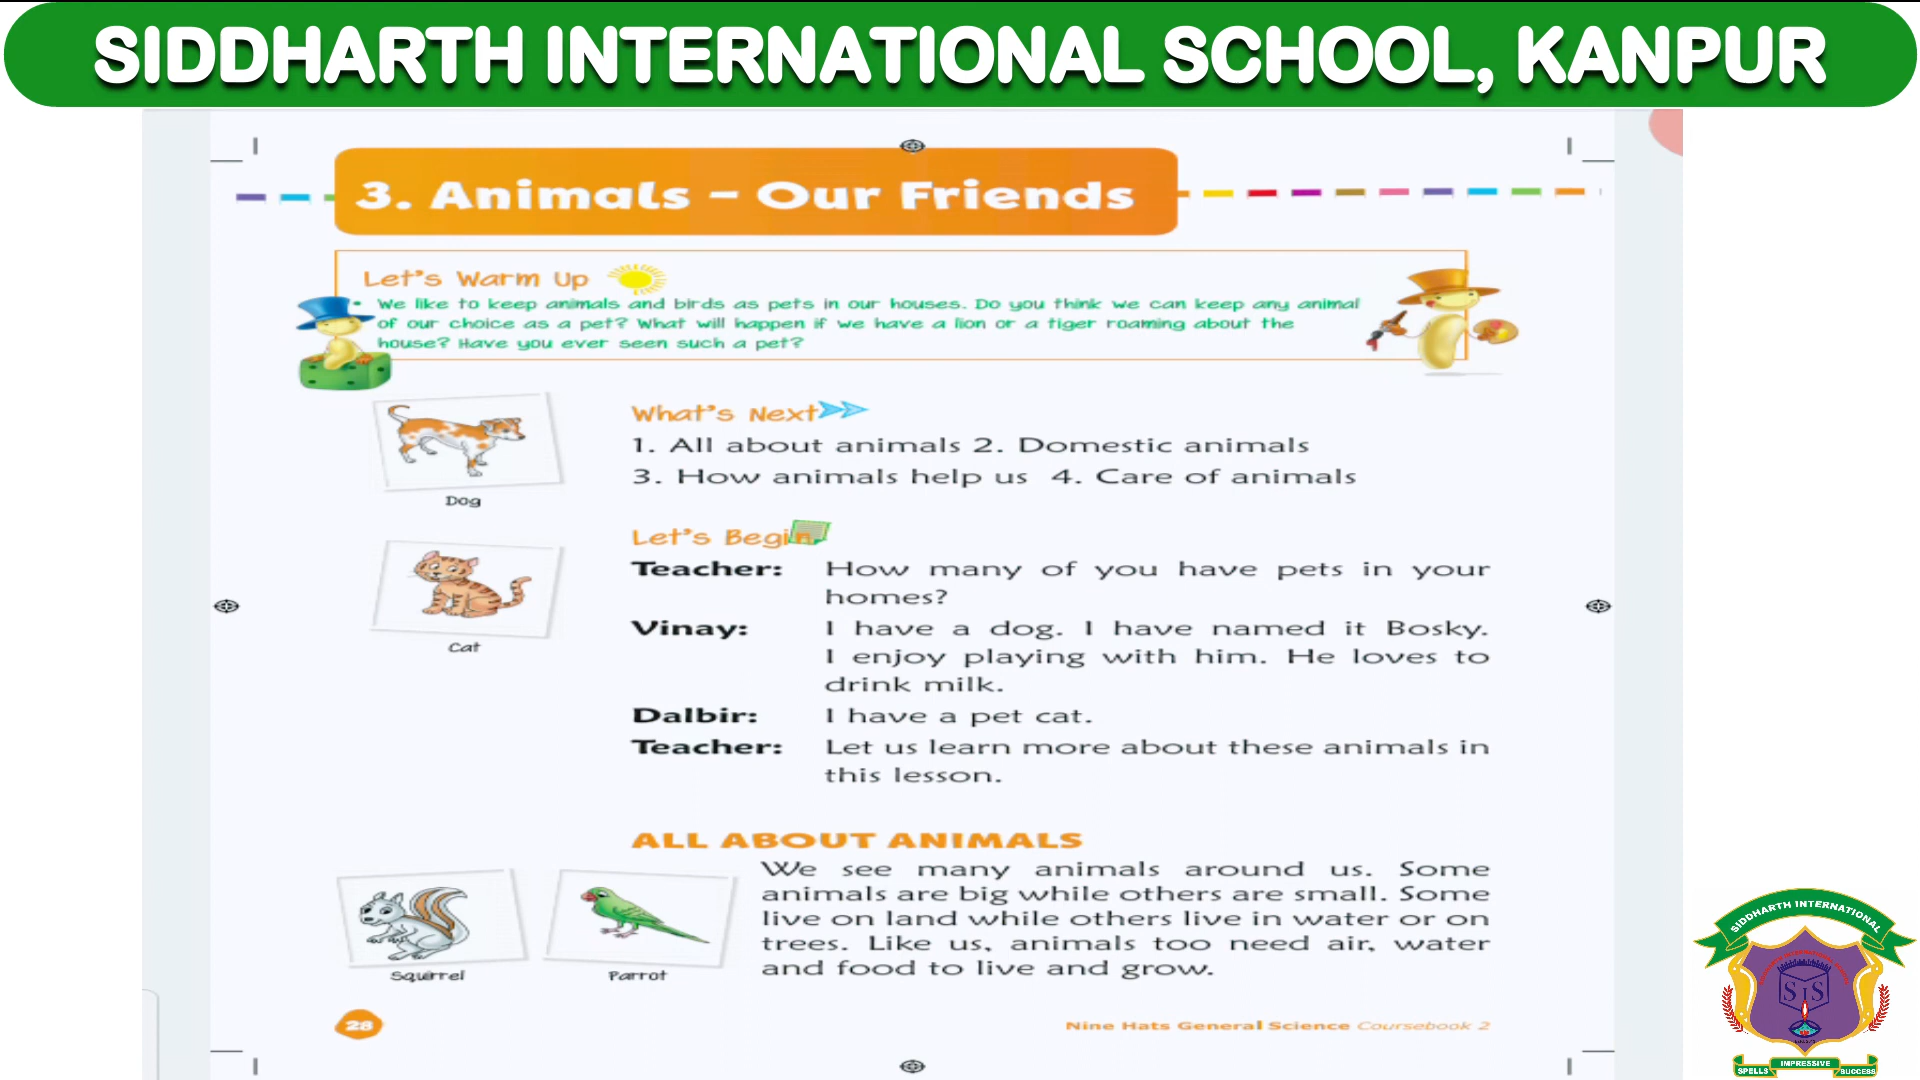 SIDDHARTH INTERNATIONAL SCHOOL, KANPUR
3. Animals – Our Friends
Let's Warm Up
• We like to keep animals and birds as pets in our houses. Do you think we can keep any animal
of our choice as a pet? What will happen if we have a lion or a tiger roaming about the
house? Have you ever seen such a pet?
Dog
What's Next
1. All about animals 2. Domestic animals
3. How animals help us 4. Care of animals
Let's Begin
Cat
Teacher: How many of you have pets in your
homes?
Vinay: I have a dog. I have named it Bosky.
I enjoy playing with him. He loves to
drink milk.
Dalbir: I have a pet cat.
Teacher: Let us learn more about these animals in
this lesson.
ALL ABOUT ANIMALS
We see many animals around us. Some
animals are big while others are small. Some
live on land while others live in water or on
trees. Like us, animals too need air, water
and food to live and grow.
Squirrel
Parrot
28
Nine Hats General Science Coursebook 2
SIDDHARTH INTERNATIONAL
SIS
SPELLS IMPRESSIVE SUCCESS